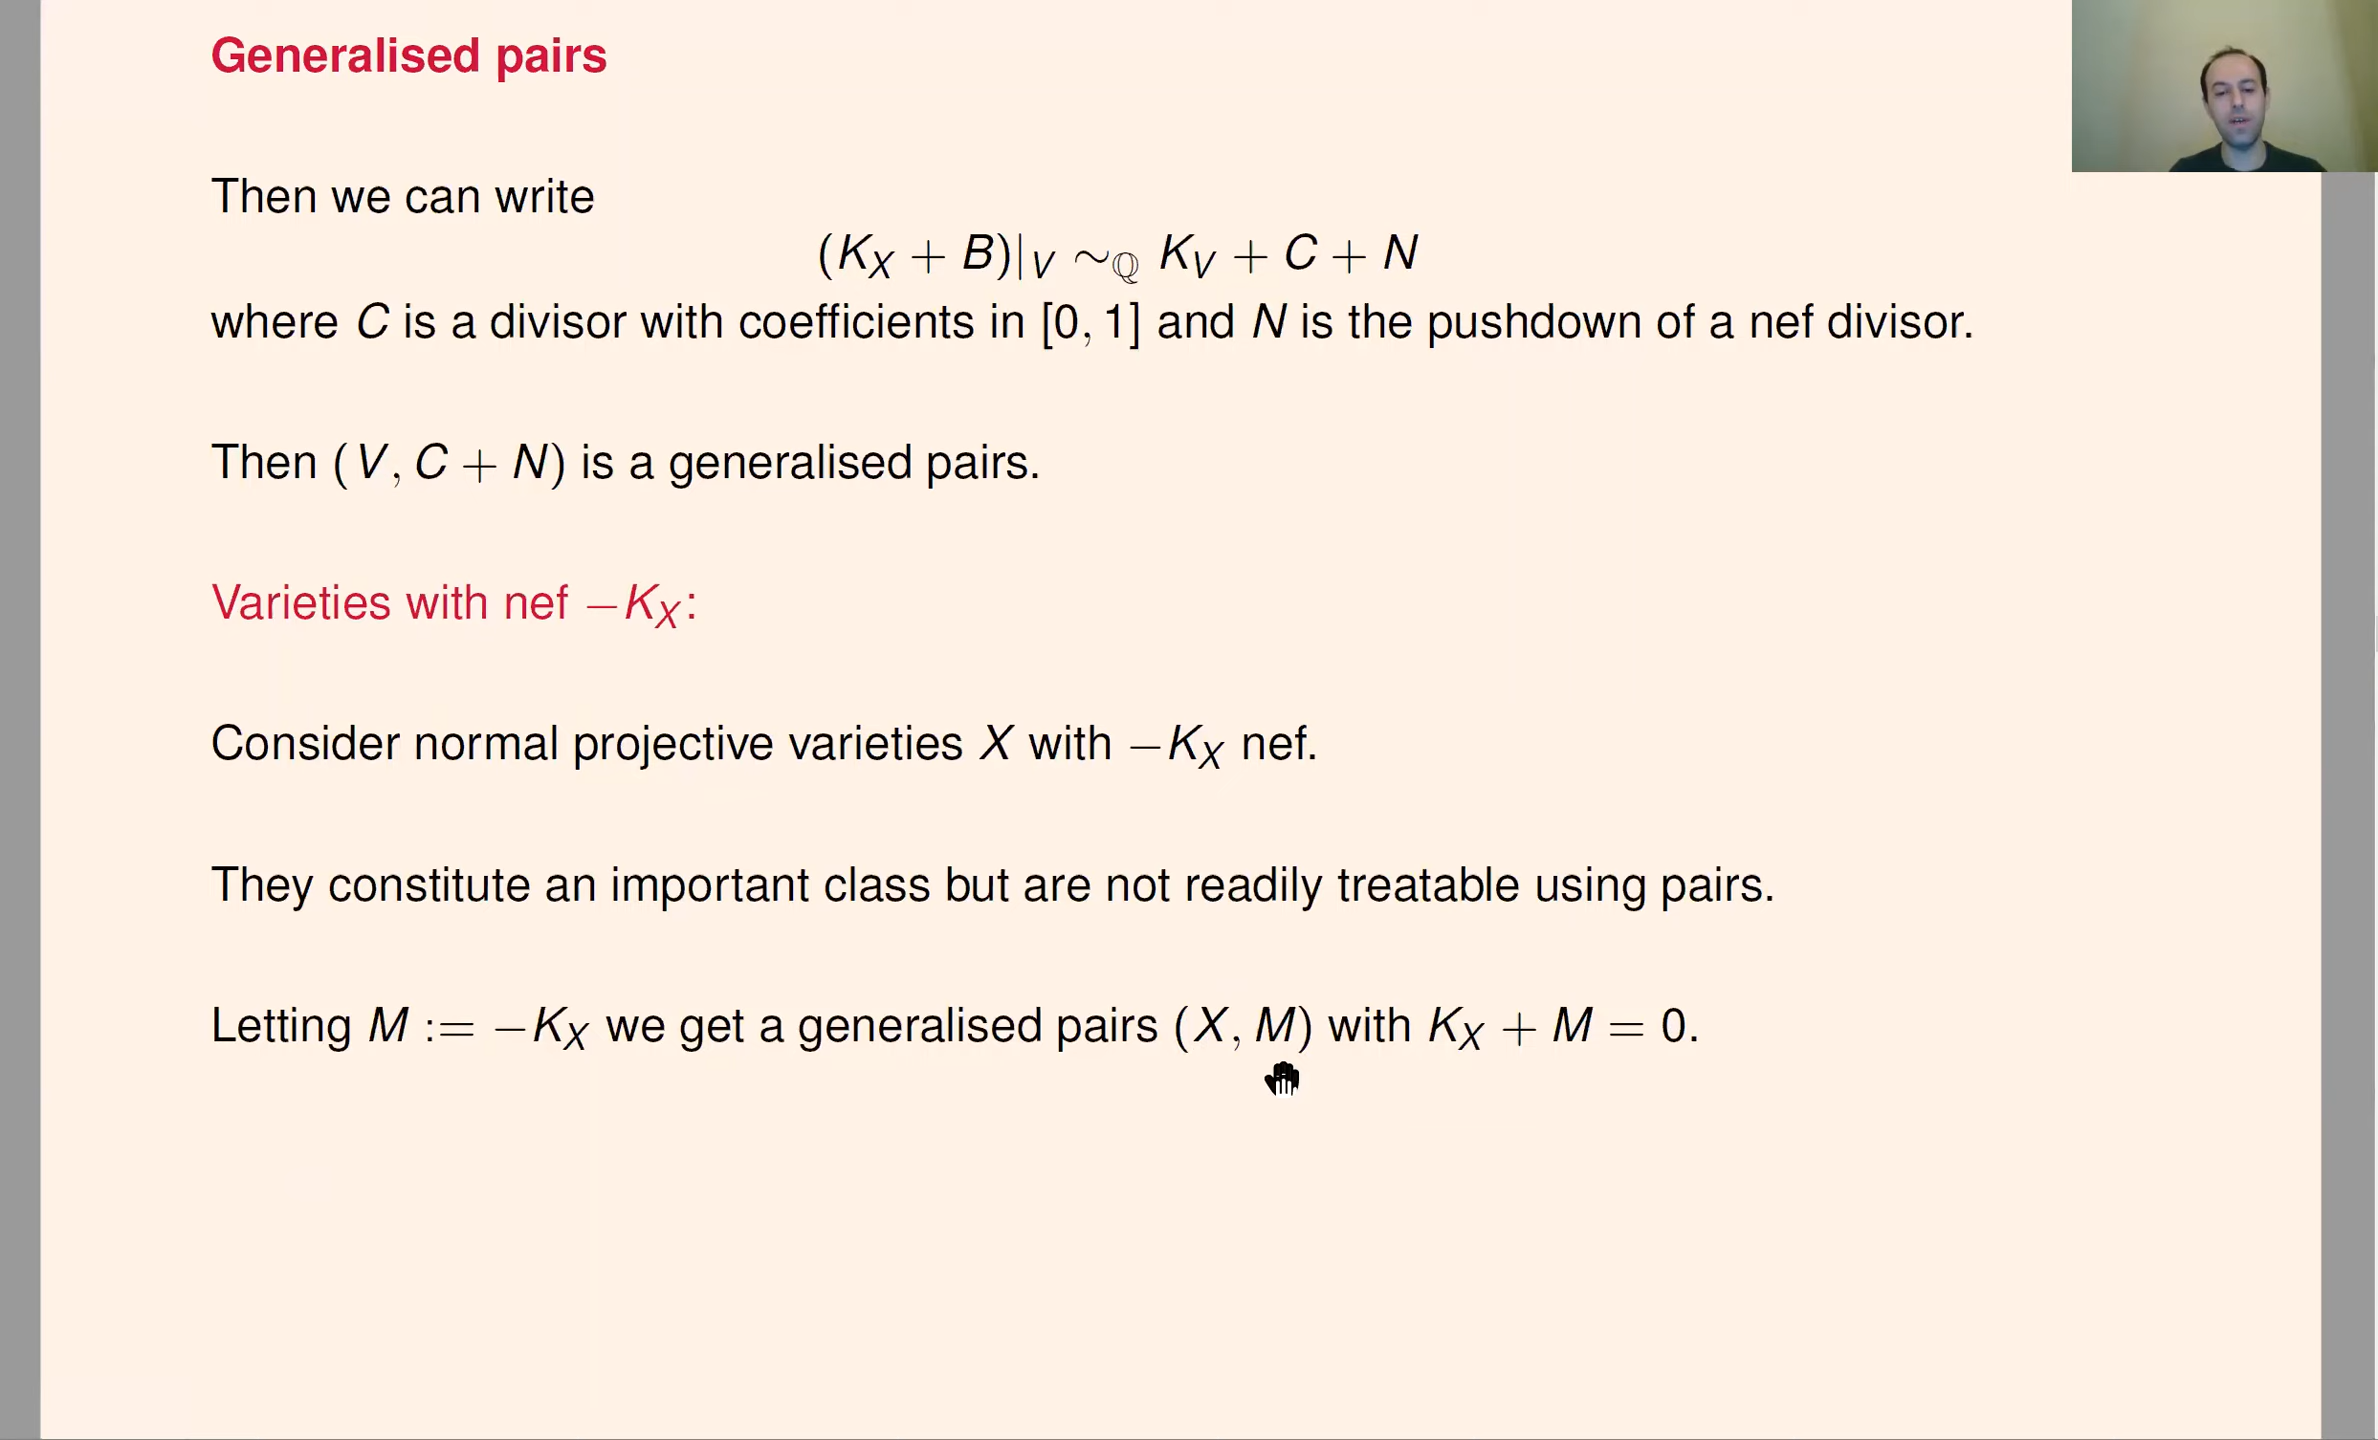 Generalised pairs
Then we can write
(K_X + B)|_V ∼_ℚ K_V + C + N
where C is a divisor with coefficients in [0, 1] and N is the pushdown of a nef divisor.
Then (V, C + N) is a generalised pairs.
Varieties with nef −K_X:
Consider normal projective varieties X with −K_X nef.
They constitute an important class but are not readily treatable using pairs.
Letting M := −K_X we get a generalised pairs (X, M) with K_X + M = 0.